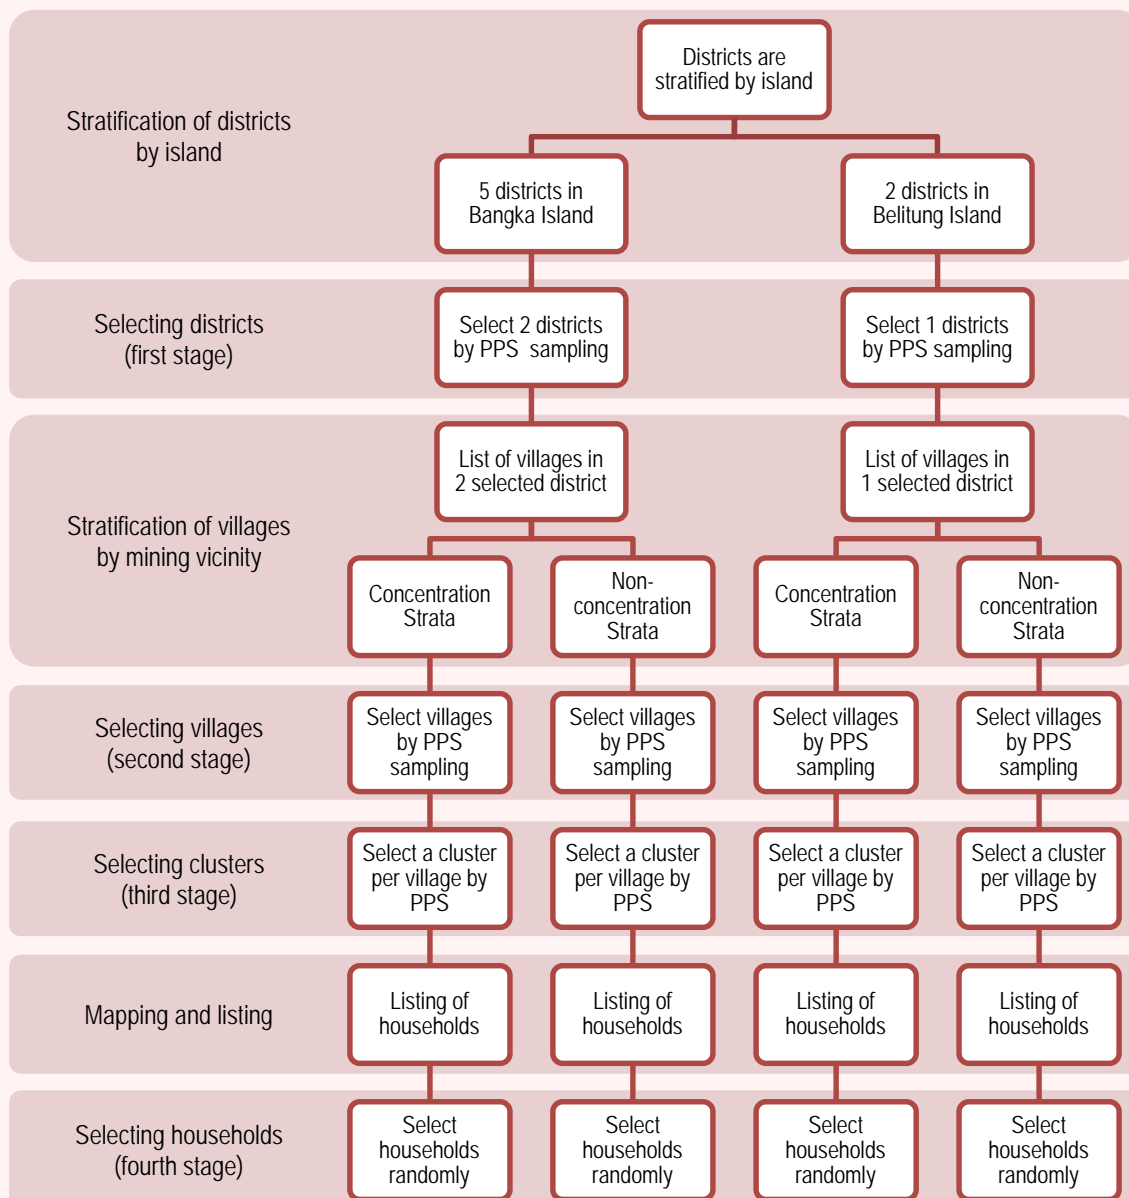 Stratification of districts
by island
Districts are
stratified by island
5 districts in
Bangka Island
2 districts in
Belitung Island
Selecting districts
(first stage)
Select 2 districts
by PPS sampling
Select 1 districts
by PPS sampling
Stratification of villages
by mining vicinity
List of villages in
2 selected district
List of villages in
1 selected district
Concentration
Strata
Non-
concentration
Strata
Concentration
Strata
Non-
concentration
Strata
Selecting villages
(second stage)
Select villages
by PPS
sampling
Select villages
by PPS
sampling
Select villages
by PPS
sampling
Select villages
by PPS
sampling
Selecting clusters
(third stage)
Select a cluster
per village by
PPS
Select a cluster
per village by
PPS
Select a cluster
per village by
PPS
Select a cluster
per village by
PPS
Mapping and listing
Listing of
households
Listing of
households
Listing of
households
Listing of
households
Selecting households
(fourth stage)
Select
households
randomly
Select
households
randomly
Select
households
randomly
Select
households
randomly